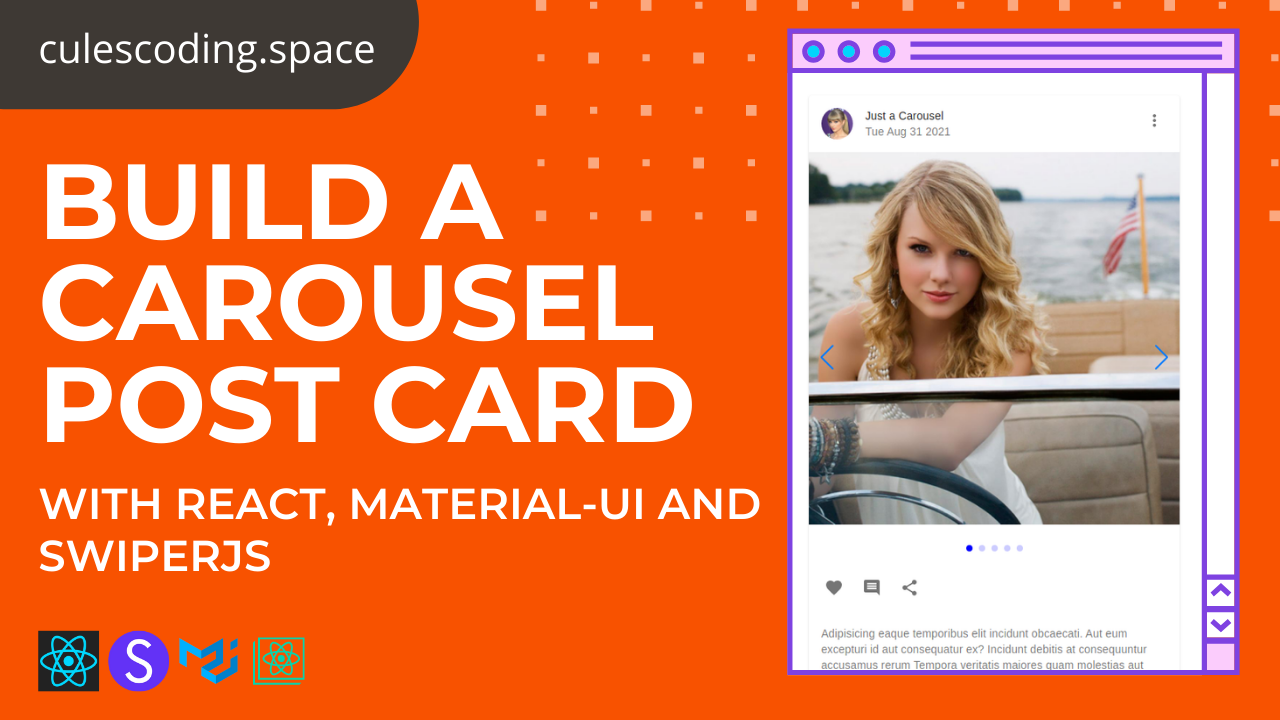 culescoding.space
BUILD A
CAROUSEL
POST CARD
WITH REACT, MATERIAL-UI AND
SWIPERJS
Just a Carousel
Tue Aug 31 2021
Adipisicing eaque temporibus elit incidunt obcaecati. Aut eum
excepturi id aut consequatur ex? Incidunt debitis at consequuntur
accusamus rerum Tempora veritatis maiores quam molestias aut